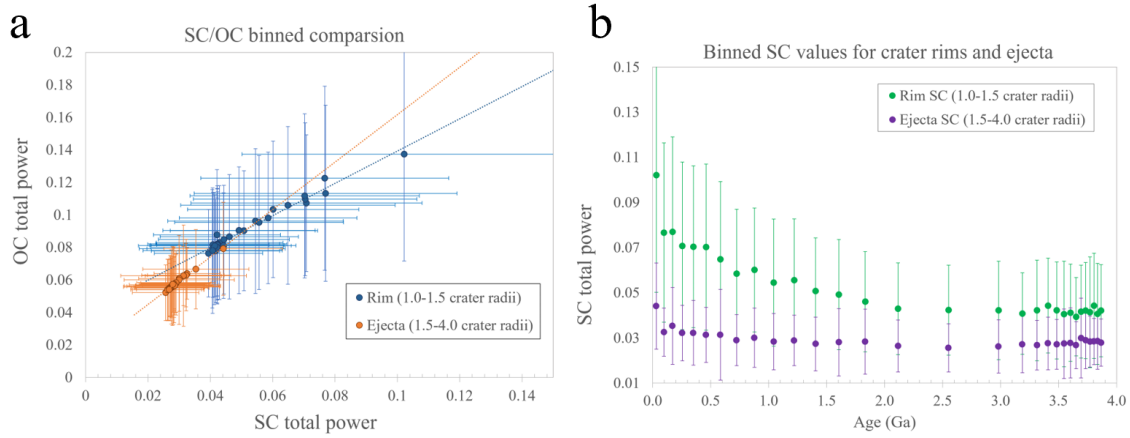 a
SC/OC binned comparsion
0.2
0.18
0.16
0.14
0.12
0.1
0.08
0.06
0.04
0.02
0
OC total power
Rim (1.0-1.5 crater radii)
Ejecta (1.5-4.0 crater radii)
0 0.02 0.04 0.06 0.08 0.1 0.12 0.14
SC total power
b
Binned SC values for crater rims and ejecta
0.15
0.13
0.11
0.09
0.07
0.05
0.03
0.01
SC total power
Rim SC (1.0-1.5 crater radii)
Ejecta SC (1.5-4.0 crater radii)
0.0 0.5 1.0 1.5 2.0 2.5 3.0 3.5 4.0
Age (Ga)